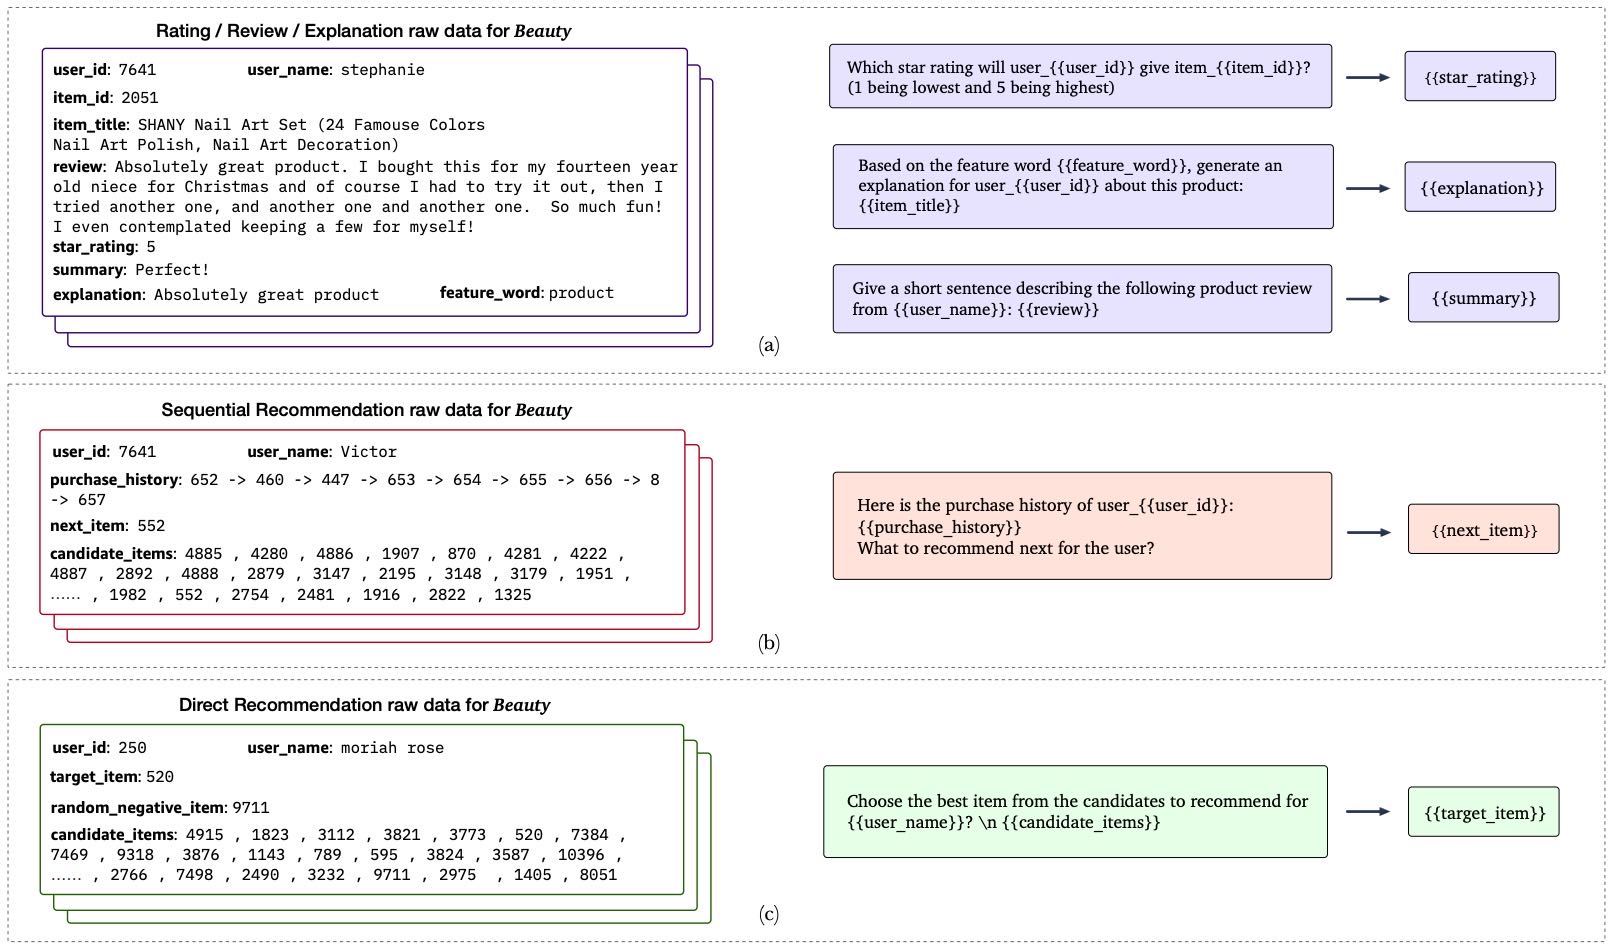 Rating / Review / Explanation raw data for Beauty
user_id: 7641 user_name: stephanie
item_id: 2051
item_title: SHANY Nail Art Set (24 Famouse Colors
Nail Art Polish, Nail Art Decoration)
review: Absolutely great product. I bought this for my fourteen year
old niece for Christmas and of course I had to try it out, then I
tried another one, and another one and another one. So much fun!
I even contemplated keeping a few for myself!
star_rating: 5
summary: Perfect!
explanation: Absolutely great product feature_word: product
Which star rating will user_{{user_id}} give item_{{item_id}}?
(1 being lowest and 5 being highest)
{{star_rating}}
Based on the feature word {{feature_word}}, generate an
explanation for user_{{user_id}} about this product:
{{item_title}}
{{explanation}}
Give a short sentence describing the following product review
from {{user_name}}: {{review}}
{{summary}}
(a)
Sequential Recommendation raw data for Beauty
user_id: 7641 user_name: Victor
purchase_history: 652 -> 460 -> 447 -> 653 -> 654 -> 655 -> 656 -> 8
-> 657
next_item: 552
candidate_items: 4885 , 4280 , 4886 , 1907 , 870 , 4281 , 4222 ,
4887 , 2892 , 4888 , 2879 , 3147 , 2195 , 3148 , 3179 , 1951 ,
...... , 1982 , 552 , 2754 , 2481 , 1916 , 2822 , 1325
Here is the purchase history of user_{{user_id}}:
{{purchase_history}}
What to recommend next for the user?
{{next_item}}
(b)
Direct Recommendation raw data for Beauty
user_id: 250 user_name: moriah rose
target_item: 520
random_negative_item: 9711
candidate_items: 4915 , 1823 , 3112 , 3821 , 3773 , 520 , 7384 ,
7469 , 9318 , 3876 , 1143 , 789 , 595 , 3824 , 3587 , 10396 ,
...... , 2766 , 7498 , 2490 , 3232 , 9711 , 2975 , 1405 , 8051
Choose the best item from the candidates to recommend for
{{user_name}}? \n {{candidate_items}}
{{target_item}}
(c)